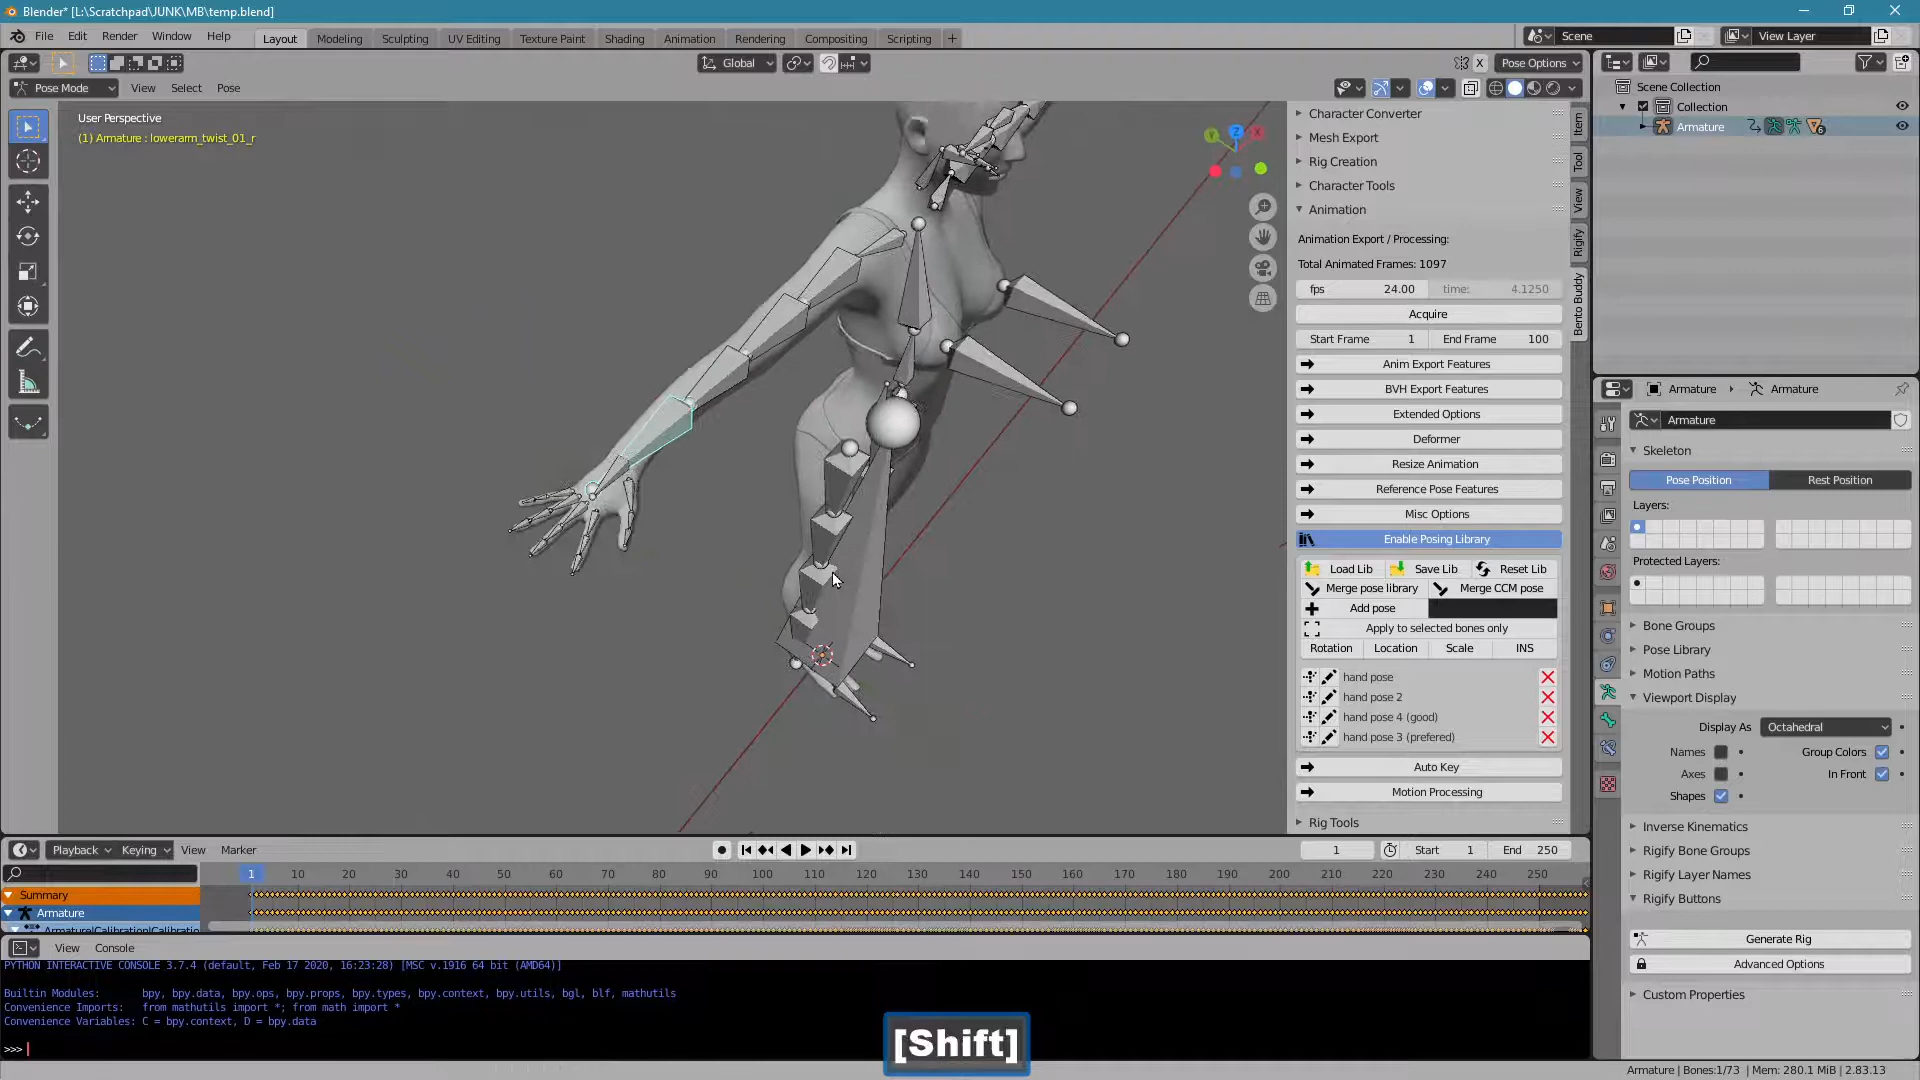 Blender* [L:\Scratchpad\JUNK\MB\temp.blend]
File Edit Render Window Help
Layout Modeling Sculpting UV Editing Texture Paint Shading Animation Rendering Compositing Scripting +
Scene
View Layer
Global
X
Pose Options
Pose Mode View Select Pose
User Perspective
(1) Armature : lowerarm_twist_01_r
Z
Y
X
Character Converter
Mesh Export
Rig Creation
Character Tools
Animation
Animation Export / Processing:
Total Animated Frames: 1097
fps 24.00 time: 4.1250
Acquire
Start Frame 1 End Frame 100
Anim Export Features
BVH Export Features
Extended Options
Deformer
Resize Animation
Reference Pose Features
Misc Options
Enable Posing Library
Load Lib Save Lib Reset Lib
Merge pose library Merge CCM pose
Add pose
Apply to selected bones only
Rotation Location Scale INS
hand pose
hand pose 2
hand pose 4 (good)
hand pose 3 (prefered)
Auto Key
Motion Processing
Rig Tools
Item
Tool
View
Rigify
Bento Buddy
Scene Collection
Collection
Armature
6
Armature Armature
Armature
Skeleton
Pose Position Rest Position
Layers:
Protected Layers:
Bone Groups
Pose Library
Motion Paths
Viewport Display
Display As Octahedral
Names Group Colors
Axes In Front
Shapes
Inverse Kinematics
Rigify Bone Groups
Rigify Layer Names
Rigify Buttons
Generate Rig
Advanced Options
Custom Properties
Playback Keying View Marker
1 Start 1 End 250
1 10 20 30 40 50 60 70 80 90 100 110 120 130 140 150 160 170 180 190 200 210 220 230 240 250
Summary
Armature
Armature|Calibration|Calibratio
View Console
PYTHON INTERACTIVE CONSOLE 3.7.4 (default, Feb 17 2020, 16:23:28) [MSC v.1916 64 bit (AMD64)]
Builtin Modules: bpy, bpy.data, bpy.ops, bpy.props, bpy.types, bpy.context, bpy.utils, bgl, blf, mathutils
Convenience Imports: from mathutils import *; from math import *
Convenience Variables: C = bpy.context, D = bpy.data
>>>
[Shift]
Armature | Bones:1/73 | Mem: 280.1 MiB | 2.83.13